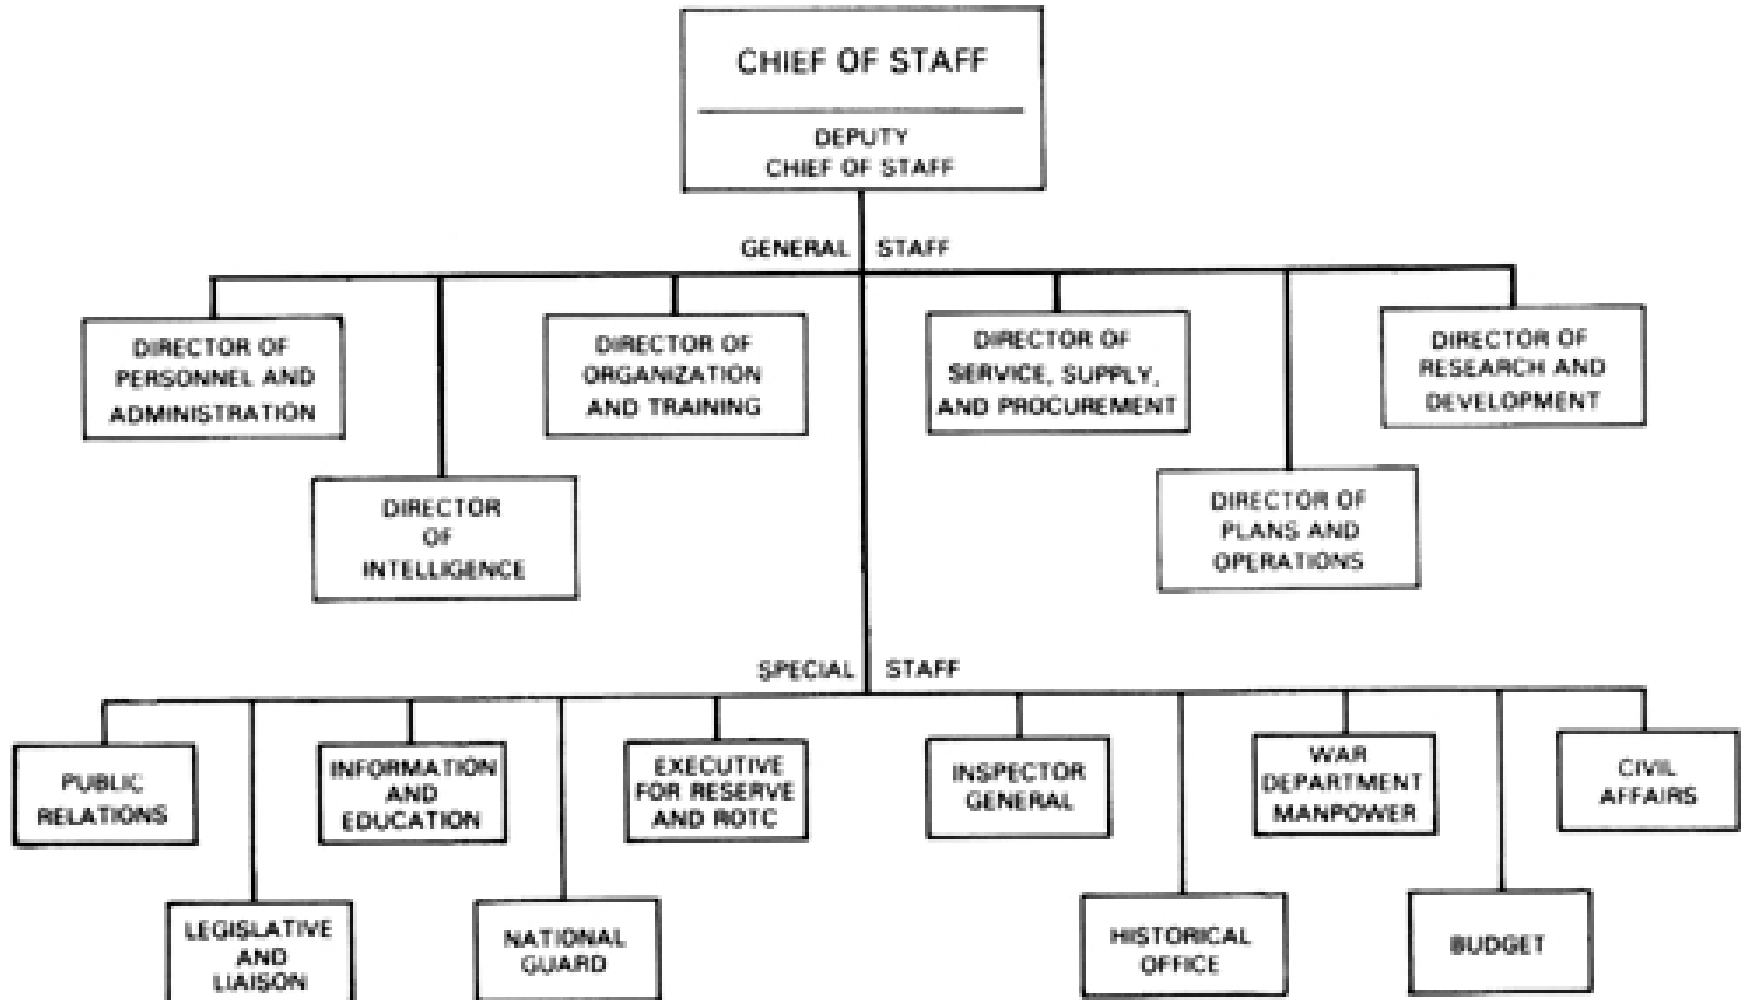 CHIEF OF STAFF
DEPUTY
CHIEF OF STAFF
GENERAL STAFF
DIRECTOR OF
PERSONNEL AND
ADMINISTRATION
DIRECTOR
OF
INTELLIGENCE
DIRECTOR OF
ORGANIZATION
AND TRAINING
DIRECTOR OF
SERVICE, SUPPLY,
AND PROCUREMENT
DIRECTOR OF
PLANS AND
OPERATIONS
DIRECTOR OF
RESEARCH AND
DEVELOPMENT
SPECIAL STAFF
PUBLIC
RELATIONS
LEGISLATIVE
AND
LIAISON
INFORMATION
AND
EDUCATION
NATIONAL
GUARD
EXECUTIVE
FOR RESERVE
AND ROTC
INSPECTOR
GENERAL
HISTORICAL
OFFICE
WAR
DEPARTMENT
MANPOWER
BUDGET
CIVIL
AFFAIRS